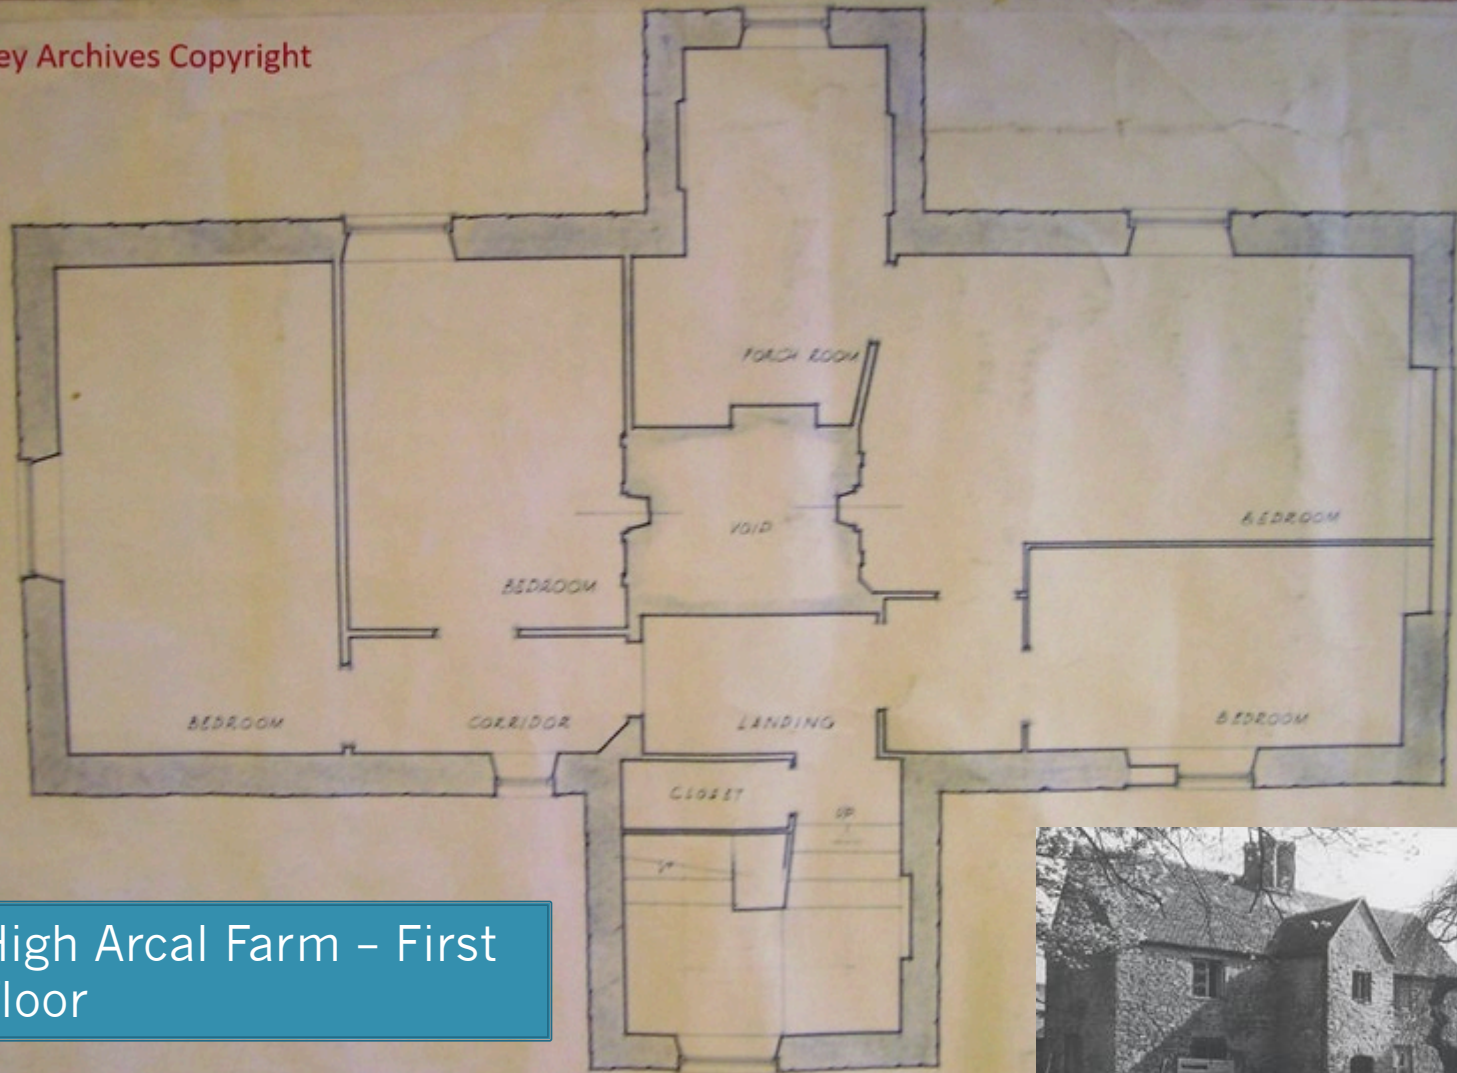 ey Archives Copyright
PORCH ROOM
VOID
BEDROOM
BEDROOM
BEDROOM
CORRIDOR
LANDING
BEDROOM
CLOSET
UP
UP
High Arcal Farm – First
loor